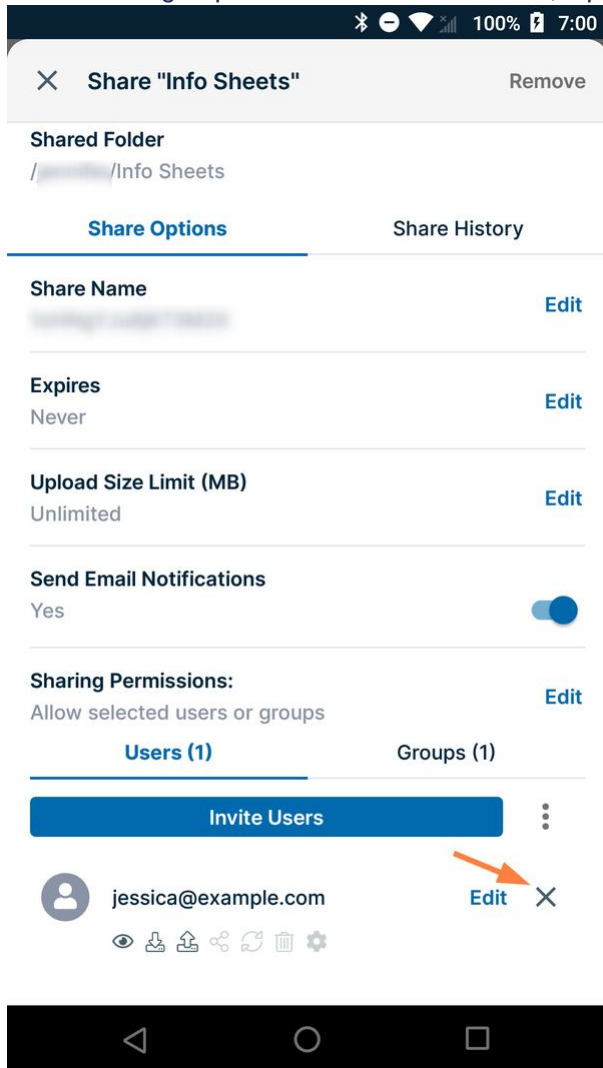 100% 7:00
Share "Info Sheets" Remove
Shared Folder
/ /Info Sheets
Share Options Share History
Share Name
Edit
Expires
Never
Edit
Upload Size Limit (MB)
Unlimited
Edit
Send Email Notifications
Yes
Sharing Permissions:
Allow selected users or groups
Edit
Users (1) Groups (1)
Invite Users
jessica@example.com Edit